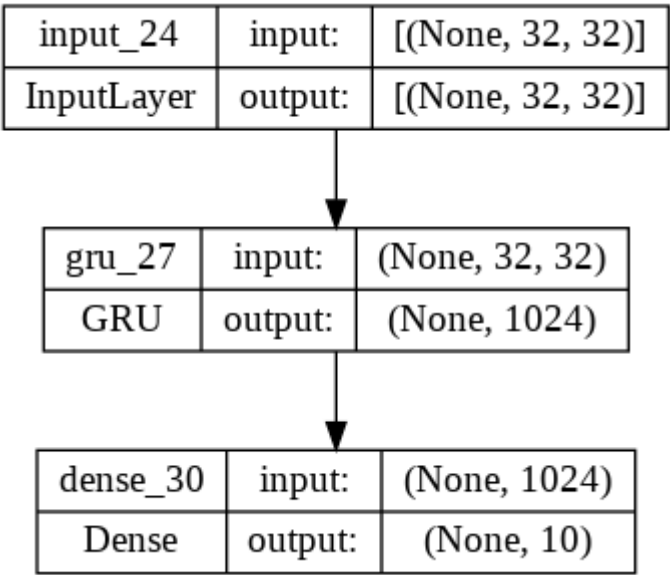 input_24 input: [(None, 32, 32)]
InputLayer output: [(None, 32, 32)]
gru_27 input: (None, 32, 32)
GRU output: (None, 1024)
dense_30 input: (None, 1024)
Dense output: (None, 10)